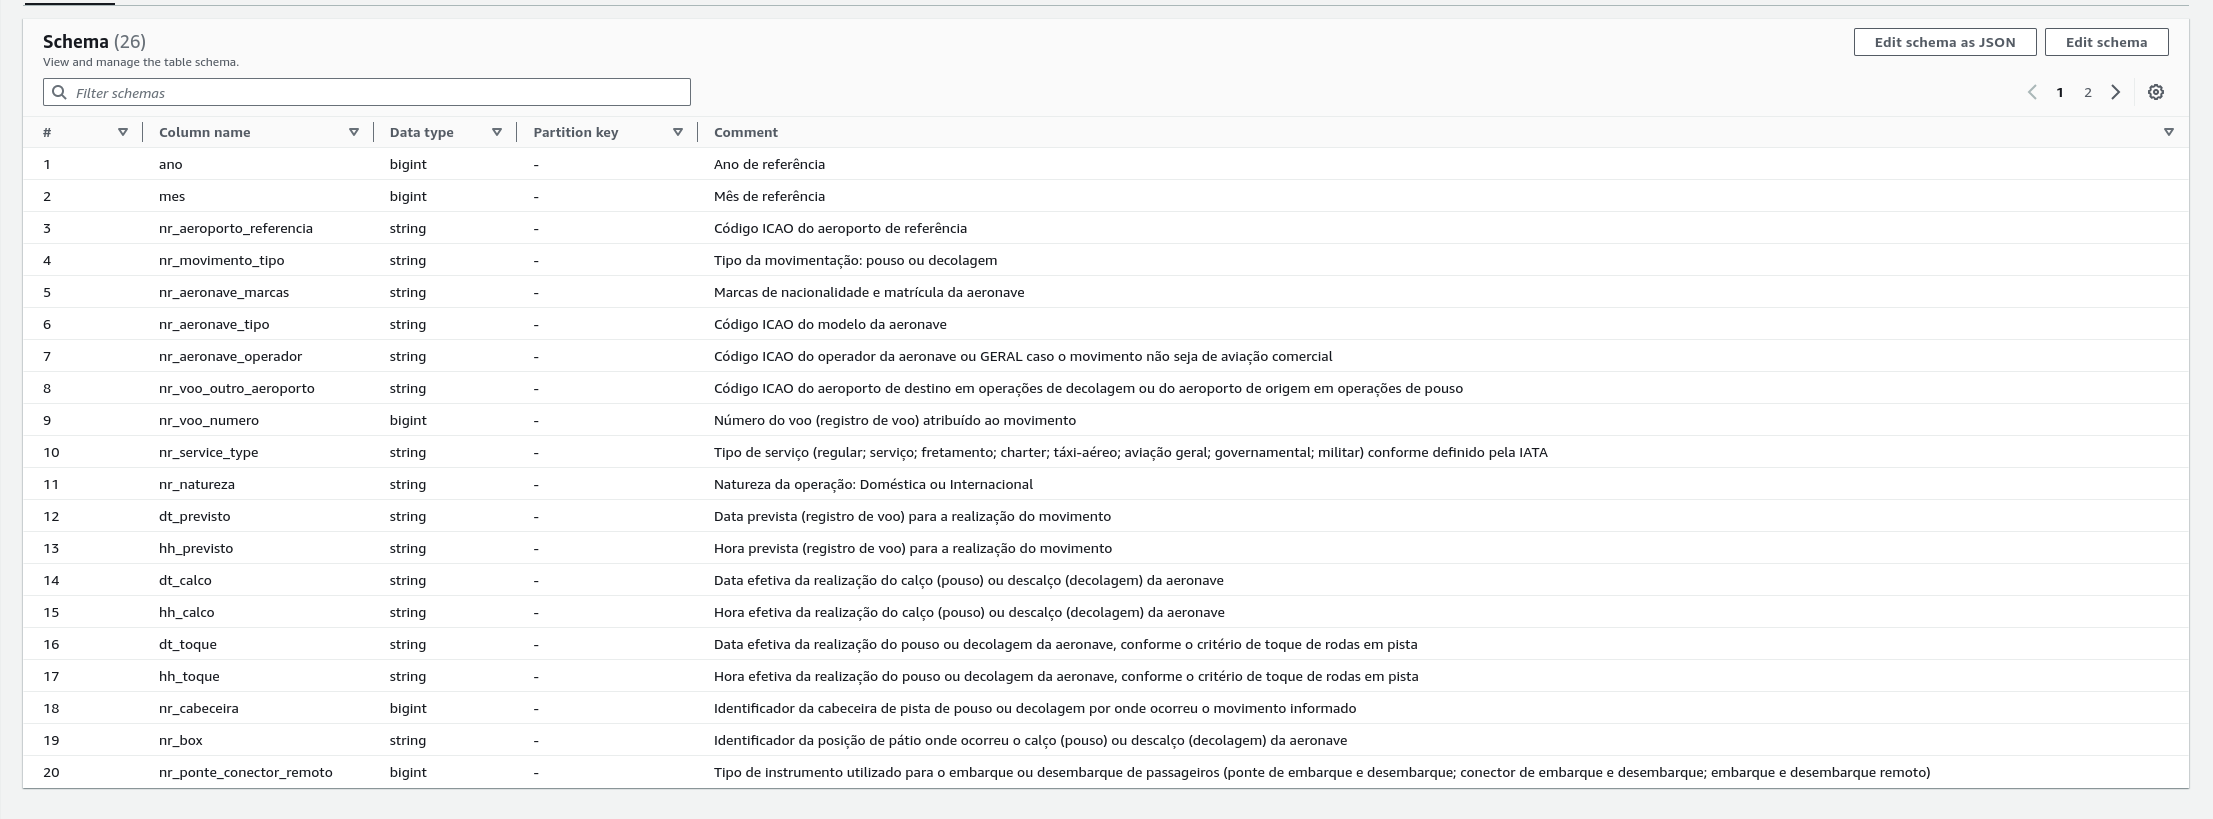 Schema (26)
Edit schema as JSON
Edit schema
View and manage the table schema.
Filter schemas
1 2
# Column name Data type Partition key Comment
1 ano bigint - Ano de referência
2 mes bigint - Mês de referência
3 nr_aeroporto_referencia string - Código ICAO do aeroporto de referência
4 nr_movimento_tipo string - Tipo da movimentação: pouso ou decolagem
5 nr_aeronave_marcas string - Marcas de nacionalidade e matrícula da aeronave
6 nr_aeronave_tipo string - Código ICAO do modelo da aeronave
7 nr_aeronave_operador string - Código ICAO do operador da aeronave ou GERAL caso o movimento não seja de aviação comercial
8 nr_voo_outro_aeroporto string - Código ICAO do aeroporto de destino em operações de decolagem ou do aeroporto de origem em operações de pouso
9 nr_voo_numero bigint - Número do voo (registro de voo) atribuído ao movimento
10 nr_service_type string - Tipo de serviço (regular; serviço; fretamento; charter; táxi-aéreo; aviação geral; governamental; militar) conforme definido pela IATA
11 nr_natureza string - Natureza da operação: Doméstica ou Internacional
12 dt_previsto string - Data prevista (registro de voo) para a realização do movimento
13 hh_previsto string - Hora prevista (registro de voo) para a realização do movimento
14 dt_calco string - Data efetiva da realização do calço (pouso) ou descalço (decolagem) da aeronave
15 hh_calco string - Hora efetiva da realização do calço (pouso) ou descalço (decolagem) da aeronave
16 dt_toque string - Data efetiva da realização do pouso ou decolagem da aeronave, conforme o critério de toque de rodas em pista
17 hh_toque string - Hora efetiva da realização do pouso ou decolagem da aeronave, conforme o critério de toque de rodas em pista
18 nr_cabeceira bigint - Identificador da cabeceira de pista de pouso ou decolagem por onde ocorreu o movimento informado
19 nr_box string - Identificador da posição de pátio onde ocorreu o calço (pouso) ou descalço (decolagem) da aeronave
20 nr_ponte_conector_remoto bigint - Tipo de instrumento utilizado para o embarque ou desembarque de passageiros (ponte de embarque e desembarque; conector de embarque e desembarque; embarque e desembarque remoto)